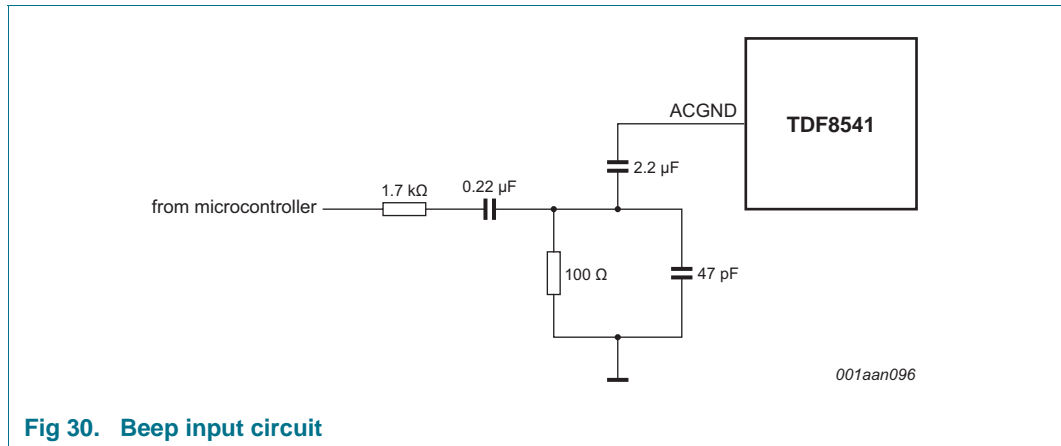 ACGND
TDF8541
2.2 μF
1.7 kΩ
0.22 μF
from microcontroller
100 Ω
47 pF
001aan096
Fig 30. Beep input circuit